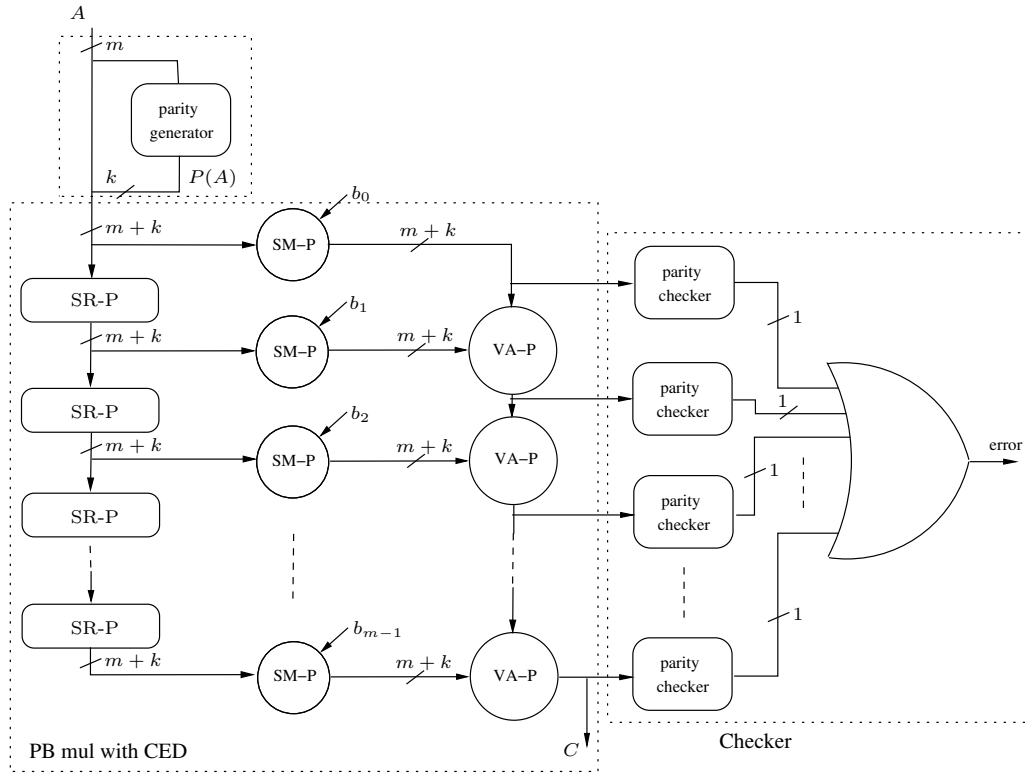 A
m
parity
generator
k
P(A)
m + k
SM–P
b₀
m + k
parity
checker
1
SR-P
m + k
SM–P
b₁
m + k
VA–P
parity
checker
1
SR-P
m + k
SM–P
b₂
m + k
VA–P
error
1
SR-P
parity
checker
SR-P
m + k
SM–P
bₘ₋₁
m + k
VA–P
parity
checker
1
C
PB mul with CED
Checker